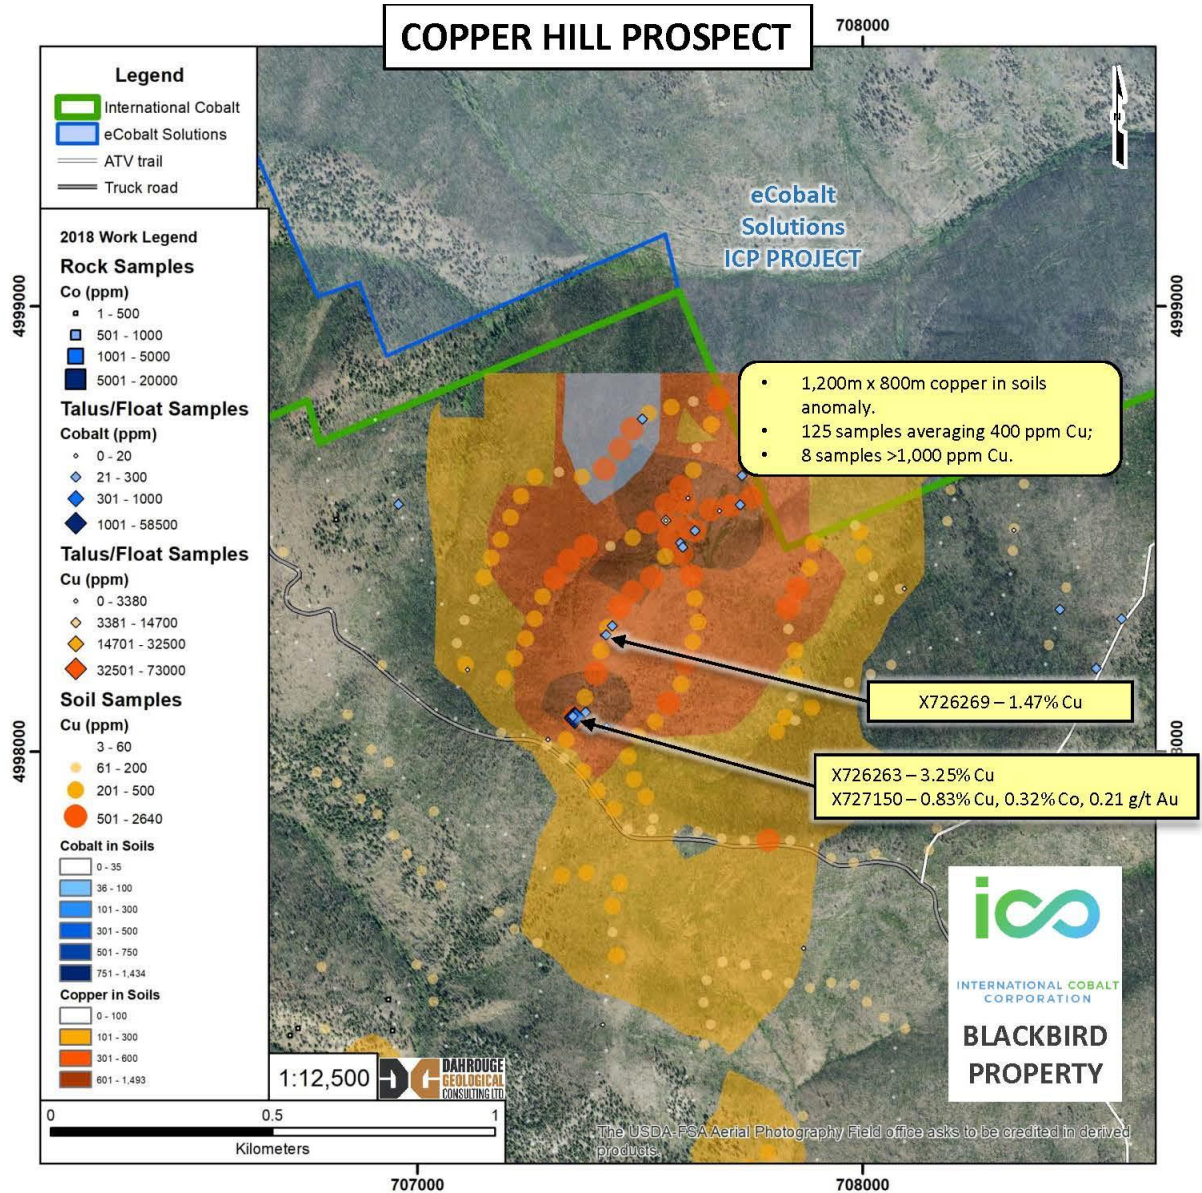 COPPER HILL PROSPECT
708000
Legend
International Cobalt
eCobalt Solutions
ATV trail
Truck road
N
eCobalt
Solutions
ICP PROJECT
2018 Work Legend
Rock Samples
Co (ppm)
1 - 500
501 - 1000
1001 - 5000
5001 - 20000
Talus/Float Samples
Cobalt (ppm)
0 - 20
21 - 300
301 - 1000
1001 - 58500
Talus/Float Samples
Cu (ppm)
0 - 3380
3381 - 14700
14701 - 32500
32501 - 73000
Soil Samples
Cu (ppm)
3 - 60
61 - 200
201 - 500
501 - 2640
Cobalt in Soils
0 - 35
36 - 100
101 - 300
301 - 500
501 - 750
751 - 1,434
Copper in Soils
0 - 100
101 - 300
301 - 600
601 - 1,493
4999000
4999000
• 1,200m x 800m copper in soils
anomaly.
• 125 samples averaging 400 ppm Cu;
• 8 samples >1,000 ppm Cu.
X726269 – 1.47% Cu
4998000
8000
X726263 – 3.25% Cu
X727150 – 0.83% Cu, 0.32% Co, 0.21 g/t Au
ico
INTERNATIONAL COBALT
CORPORATION
BLACKBIRD
PROPERTY
1:12,500
DAHROUGE
GEOLOGICAL
CONSULTING LTD
0 0.5 1
Kilometers
The USDA-FSA Aerial Photography Field office asks to be credited in derived
products.
707000
708000